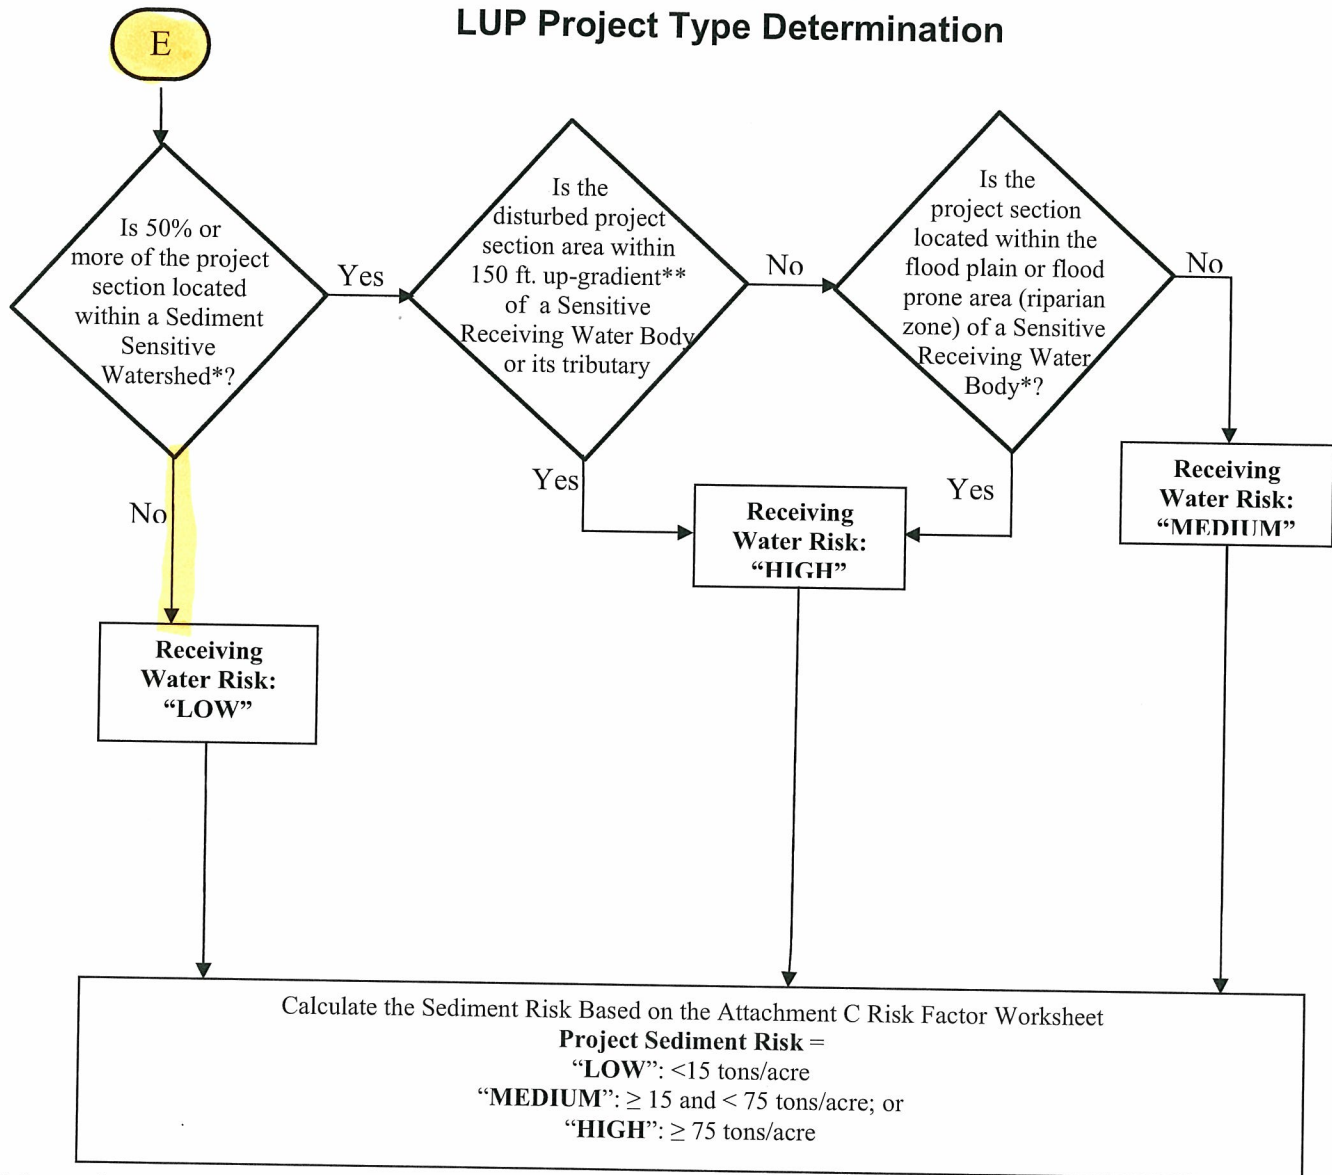 LUP Project Type Determination
E
Is 50% or
more of the project
section located
within a Sediment
Sensitive
Watershed*?
Yes
No
Is the
disturbed project
section area within
150 ft. up-gradient**
of a Sensitive
Receiving Water Body
or its tributary
No
Yes
Is the
project section
located within the
flood plain or flood
prone area (riparian
zone) of a Sensitive
Receiving Water
Body*?
No
Yes
Receiving
Water Risk:
“LOW”
Receiving
Water Risk:
“HIGH”
Receiving
Water Risk:
“MEDIUM”
Calculate the Sediment Risk Based on the Attachment C Risk Factor Worksheet
Project Sediment Risk =
“LOW”: <15 tons/acre
“MEDIUM”: ≥ 15 and < 75 tons/acre; or
“HIGH”: ≥ 75 tons/acre